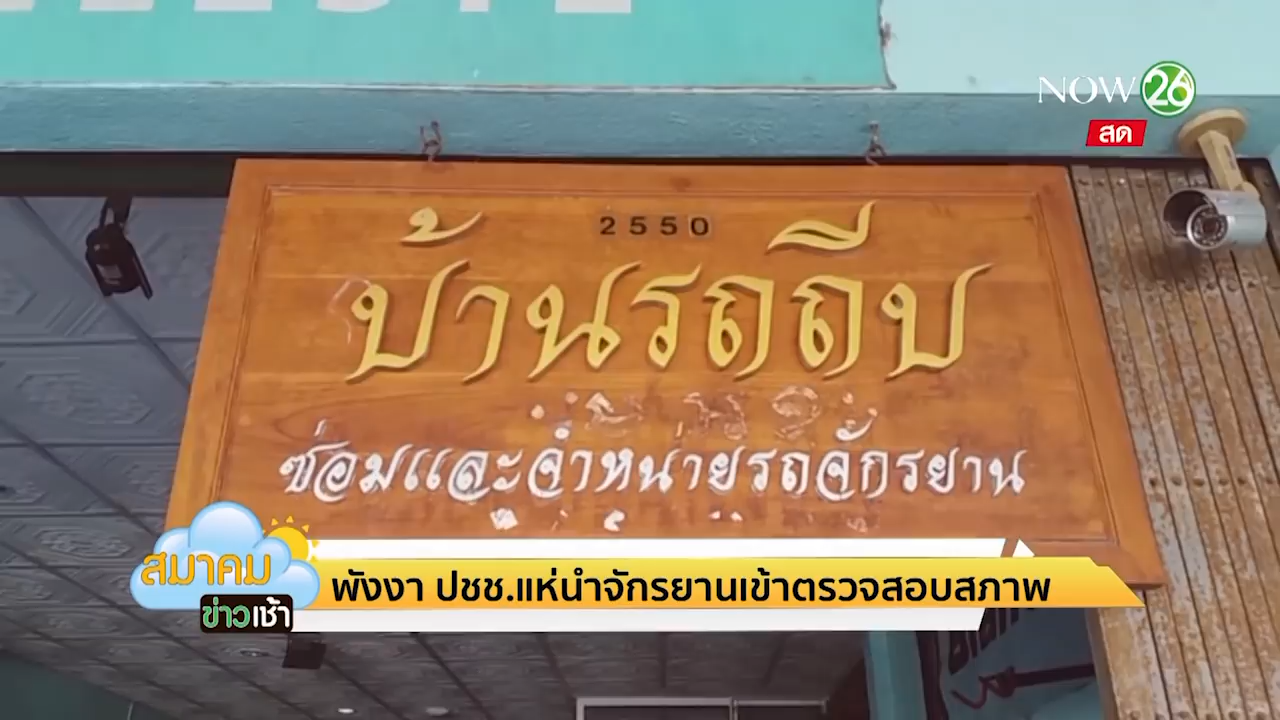 NOW 26
สด
2550
บ้านรถถีบ
ซ่อมและจำหน่ายรถจักรยาน
สมาคม
ข่าวเช้า
พังงา ปชช.แห่นำจักรยานเข้าตรวจสอบสภาพ